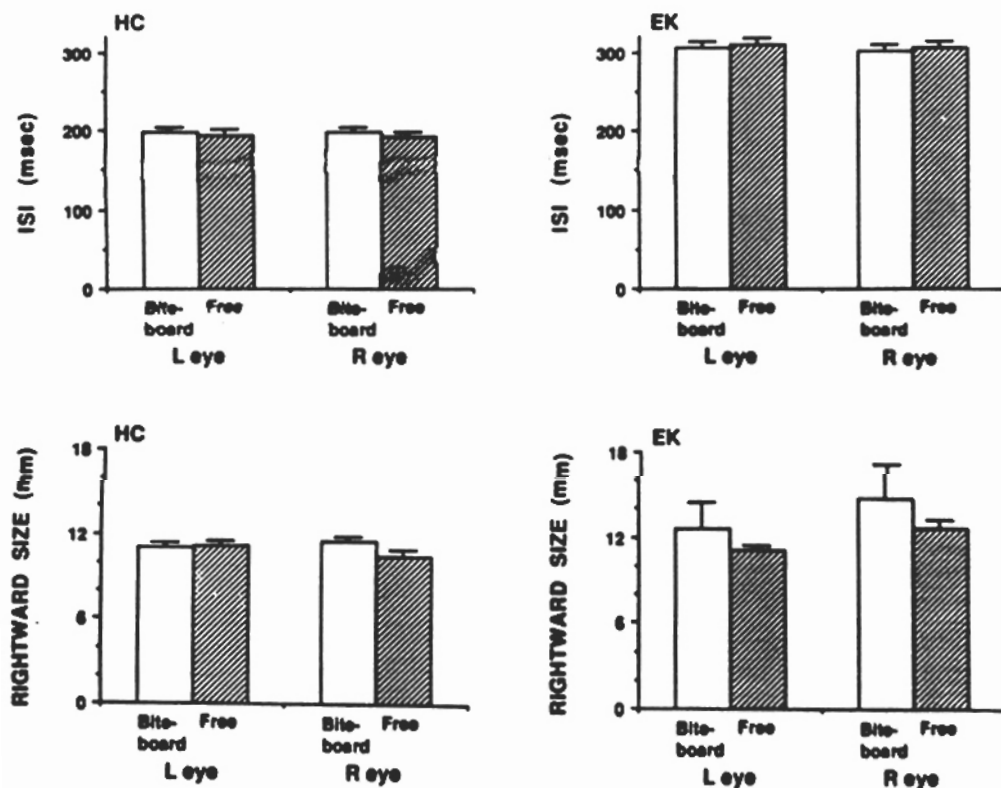 HC
ISI (msec)
300
200
100
0
Bite-
board
Free
Bite-
board
Free
L eye
R eye
EK
ISI (msec)
300
200
100
0
Bite-
board
Free
Bite-
board
Free
L eye
R eye
HC
RIGHTWARD SIZE (mm)
18
12
6
0
Bite-
board
Free
Bite-
board
Free
L eye
R eye
EK
RIGHTWARD SIZE (mm)
18
12
6
0
Bite-
board
Free
Bite-
board
Free
L eye
R eye